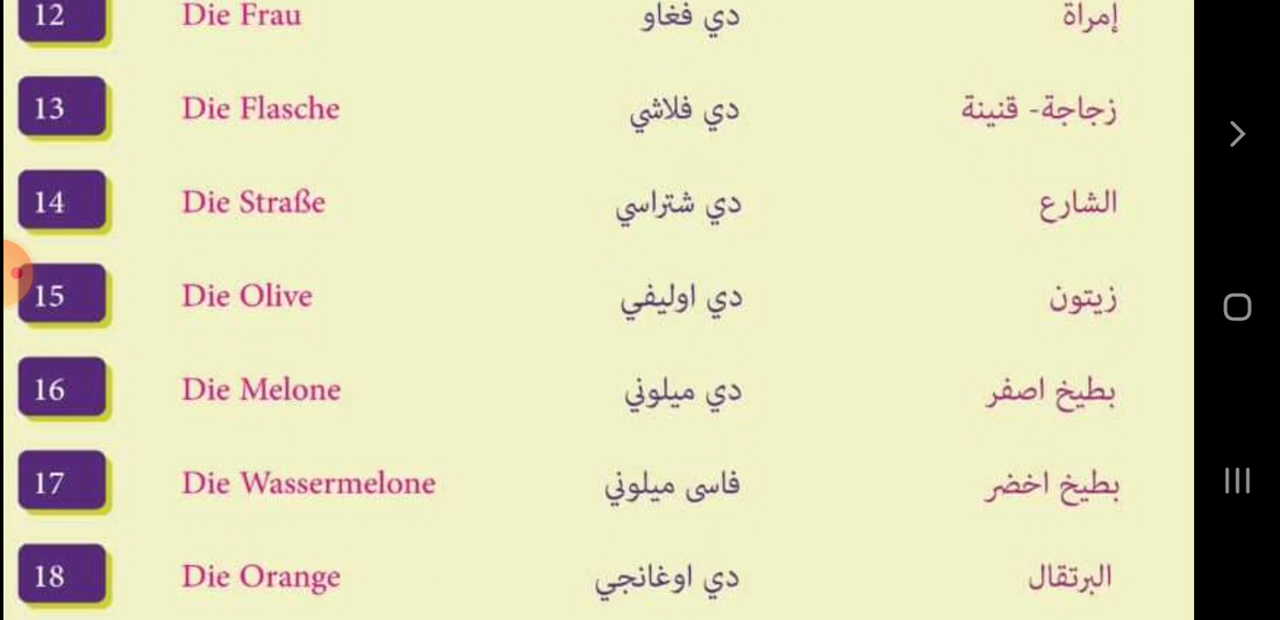 12 Die Frau دي فغاو إمراة
13 Die Flasche دي فلاشي زجاجة- قنينة
14 Die Straße دي شتراسي الشارع
15 Die Olive دي اوليفي زيتون
16 Die Melone دي ميلوني بطيخ اصفر
17 Die Wassermelone فاسى ميلوني بطيخ اخضر
18 Die Orange دي اوغانجي البرتقال